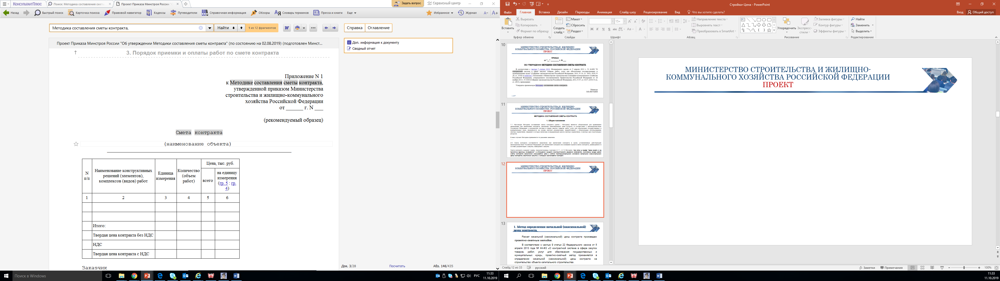 КОНСУЛЬТАНТПЛЮС
Поиск: Методика составления сметы
Проект Приказа Минстроя России "
Задать вопрос
Сервисный центр
Назад
Быстрый поиск
Карточка поиска
Правовой навигатор
Кодексы
Путеводители
Справочная информация
Обзоры
Словарь терминов
Пресса и книги
Еще
Избранное
Журнал
A-
A+
Методика составления сметы контракта,
Найти
1 из 12 фрагментов
Справка
Оглавление
Проект Приказа Минстроя России "Об утверждении Методики составления сметы контракта" (по состоянию на 02.08.2019) (подготовлен Минст...
Доп. информация к документу
Сводный отчет
3. Порядок приемки и оплаты работ по смете контракта
Приложение N 1
к Методике составления сметы контракта,
утвержденной приказом Министерства
строительства и жилищно-коммунального
хозяйства Российской Федерации
от ______ г. N ___
(рекомендуемый образец)
Смета контракта
(наименование объекта)
N п/п
Наименование конструктивных решений (элементов), комплексов (видов) работ
Единица измерения
Количество (объем работ)
Цена, тыс. руб.
всего
на единицу измерения (гр. 5 : гр. 4)
1 2 3 4 5 6
Итого:
Твердая цена контракта без НДС
НДС
Твердая цена контракта с НДС
Заказчик
Док. 3/28
Посчитать
Абз. 146/435
Поиск в Windows
РУС
11:33
11.10.2019
Стройка+Цена - PowerPoint
Файл
Главная
Вставка
Дизайн
Переходы
Анимация
Слайд-шоу
Рецензирование
Вид
Что вы хотите сделать?
Вход
Общий доступ
Вставить
Вырезать
Копировать
Формат по образцу
Буфер обмена
Создать слайд
Макет
Сбросить
Раздел
Слайды
15+
Шрифт
Направление текста
Выровнять текст
Преобразовать в SmartArt
Абзац
Упорядочить
Экспресс-стили
Заливка фигуры
Контур фигуры
Эффекты фигуры
Рисование
Найти
Заменить
Выделить
Редактирование
10
МИНИСТЕРСТВО СТРОИТЕЛЬСТВА И ЖИЛИЩНО-
КОММУНАЛЬНОГО ХОЗЯЙСТВА РОССИЙСКОЙ ФЕДЕРАЦИИ
ПРОЕКТ
ПРИКАЗ
от "__" ________ г. N ___
ОБ УТВЕРЖДЕНИИ МЕТОДИКИ СОСТАВЛЕНИЯ СМЕТЫ КОНТРАКТА
Утвердить прилагаемую Методику составления сметы контракта.
Министр
В.В.ЯКУШЕВ
11
МИНИСТЕРСТВО СТРОИТЕЛЬСТВА И ЖИЛИЩНО-
КОММУНАЛЬНОГО ХОЗЯЙСТВА РОССИЙСКОЙ ФЕДЕРАЦИИ
ПРОЕКТ
МЕТОДИКА СОСТАВЛЕНИЯ СМЕТЫ КОНТРАКТА
1. Общие положения
12
МИНИСТЕРСТВО СТРОИТЕЛЬСТВА И ЖИЛИЩНО-
КОММУНАЛЬНОГО ХОЗЯЙСТВА РОССИЙСКОЙ ФЕДЕРАЦИИ
ПРОЕКТ
13
1. Метод определения начальной (максимальной)
цены контракта
Расчет начальной (максимальной) цены контракта произведен
проектно-сметным методом.
В соответствии с частью 9 статьи 22 Федерального закона от 5
апреля 2013 года № 44-ФЗ «О контрактной системе в сфере закупок
товаров, работ, услуг для обеспечения государственных и
муниципальных нужд», проектно-сметный метод применяется в
определении начальной (максимальной) цены контракта на
строительство объекта капитального строительства.
МИНИСТЕРСТВО СТРОИТЕЛЬСТВА И ЖИЛИЩНО-
КОММУНАЛЬНОГО ХОЗЯЙСТВА РОССИЙСКОЙ ФЕДЕРАЦИИ
ПРОЕКТ
Слайд 12 из 33
русский
Заметки
Примечания
100%
11:33
11.10.2019